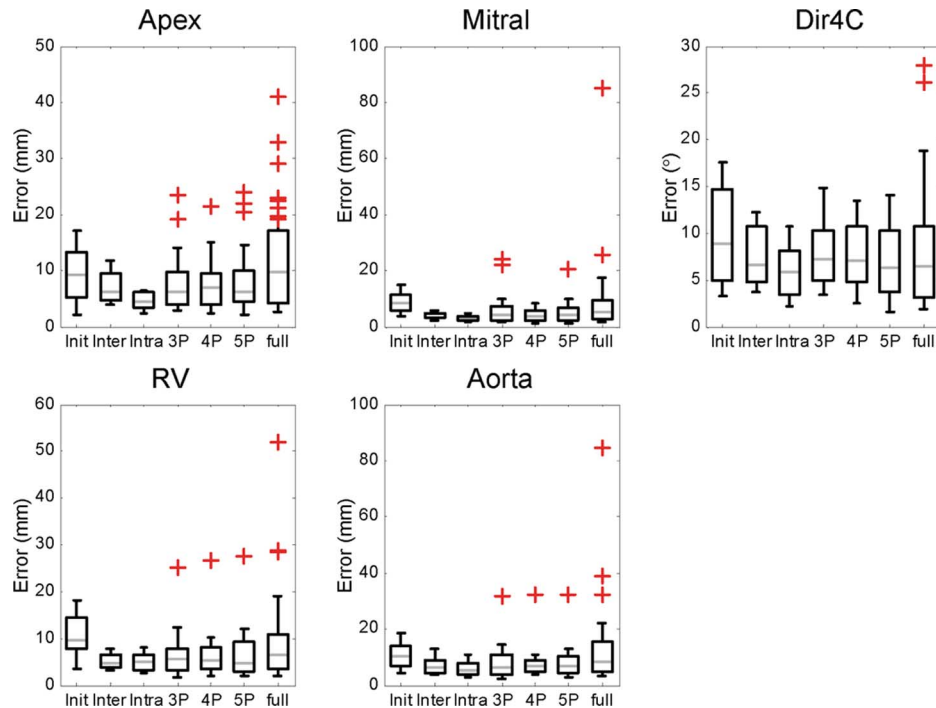 Apex
50
40
30
20
10
0
Error (mm)
Init Inter Intra 3P 4P 5P full
Mitral
100
80
60
40
20
0
Error (mm)
Init Inter Intra 3P 4P 5P full
Dir4C
30
25
20
15
10
5
0
Error (°)
Init Inter Intra 3P 4P 5P full
RV
60
50
40
30
20
10
0
Error (mm)
Init Inter Intra 3P 4P 5P full
Aorta
100
80
60
40
20
0
Error (mm)
Init Inter Intra 3P 4P 5P full